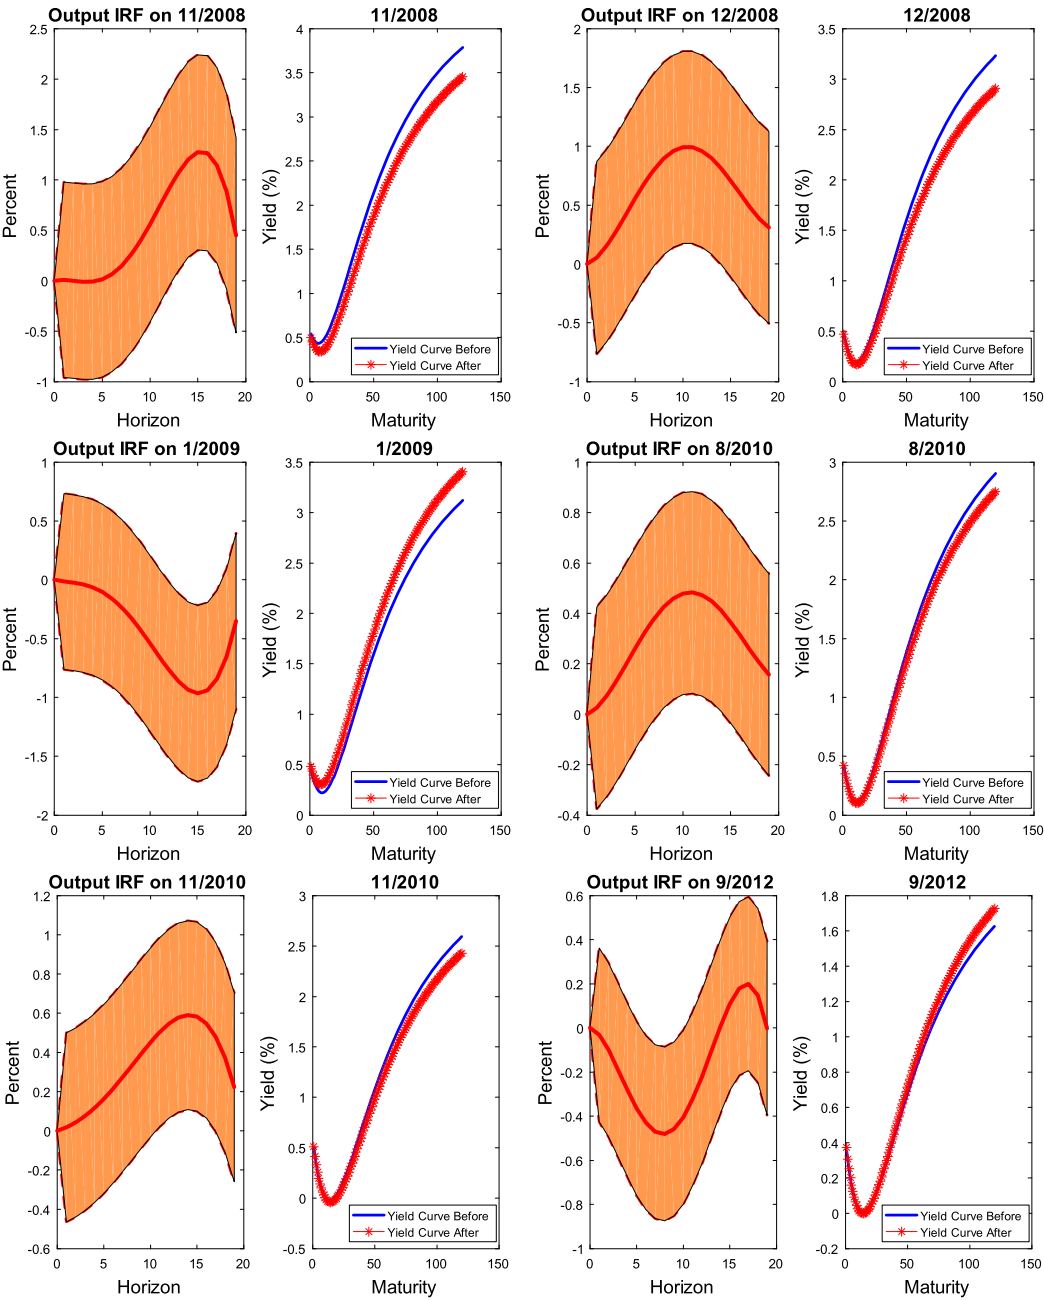 Output IRF on 11/2008
2.5
2
1.5
1
0.5
0
-0.5
-1
0 5 10 15 20
Percent
Horizon
11/2008
4
3.5
3
2.5
2
1.5
1
0.5
0
0 50 100 150
Yield (%)
Maturity
Yield Curve Before
Yield Curve After
Output IRF on 12/2008
2
1.5
1
0.5
0
-0.5
-1
0 5 10 15 20
Percent
Horizon
12/2008
3.5
3
2.5
2
1.5
1
0.5
0
0 50 100 150
Yield (%)
Maturity
Yield Curve Before
Yield Curve After
Output IRF on 1/2009
1
0.5
0
-0.5
-1
-1.5
-2
0 5 10 15 20
Percent
Horizon
1/2009
3.5
3
2.5
2
1.5
1
0.5
0
0 50 100 150
Yield (%)
Maturity
Yield Curve Before
Yield Curve After
Output IRF on 8/2010
1
0.8
0.6
0.4
0.2
0
-0.2
-0.4
0 5 10 15 20
Percent
Horizon
8/2010
3
2.5
2
1.5
1
0.5
0
0 50 100 150
Yield (%)
Maturity
Yield Curve Before
Yield Curve After
Output IRF on 11/2010
1.2
1
0.8
0.6
0.4
0.2
0
-0.2
-0.4
-0.6
0 5 10 15 20
Percent
Horizon
11/2010
3
2.5
2
1.5
1
0.5
0
-0.5
0 50 100 150
Yield (%)
Maturity
Yield Curve Before
Yield Curve After
Output IRF on 9/2012
0.6
0.4
0.2
0
-0.2
-0.4
-0.6
-0.8
-1
0 5 10 15 20
Percent
Horizon
9/2012
1.8
1.6
1.4
1.2
1
0.8
0.6
0.4
0.2
0
-0.2
0 50 100 150
Yield (%)
Maturity
Yield Curve Before
Yield Curve After